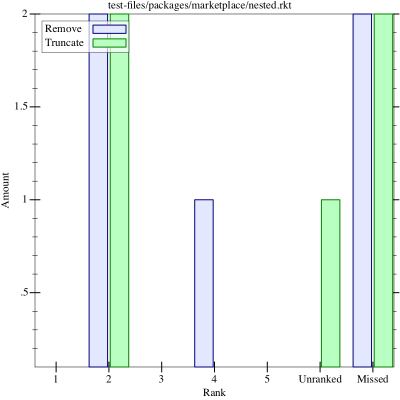 test-files/packages/marketplace/nested.rkt
Remove
Truncate
Amount
2
1.5
1
.5
1 2 3 4 5 Unranked Missed
Rank